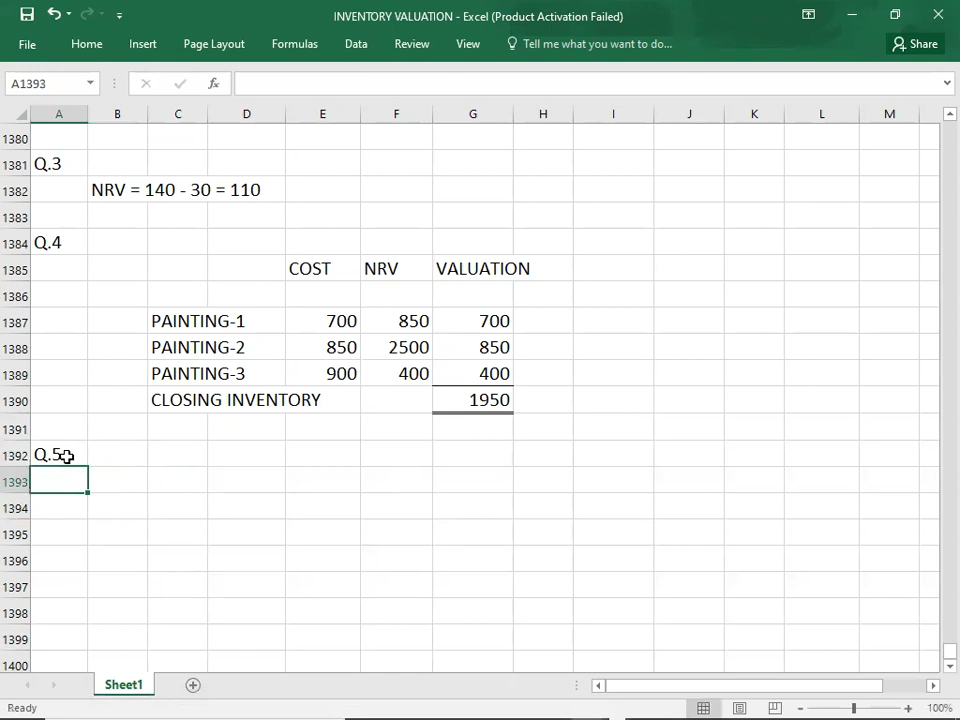 INVENTORY VALUATION - Excel (Product Activation Failed)
File Home Insert Page Layout Formulas Data Review View Tell me what you want to do... Share
A1393 fx
A B C D E F G H I J K L M
1380
1381 Q.3
1382 NRV = 140 - 30 = 110
1383
1384 Q.4
1385 COST NRV VALUATION
1386
1387 PAINTING-1 700 850 700
1388 PAINTING-2 850 2500 850
1389 PAINTING-3 900 400 400
1390 CLOSING INVENTORY 1950
1391
1392 Q.5
1393
1394
1395
1396
1397
1398
1399
1400
Sheet1
Ready 100%